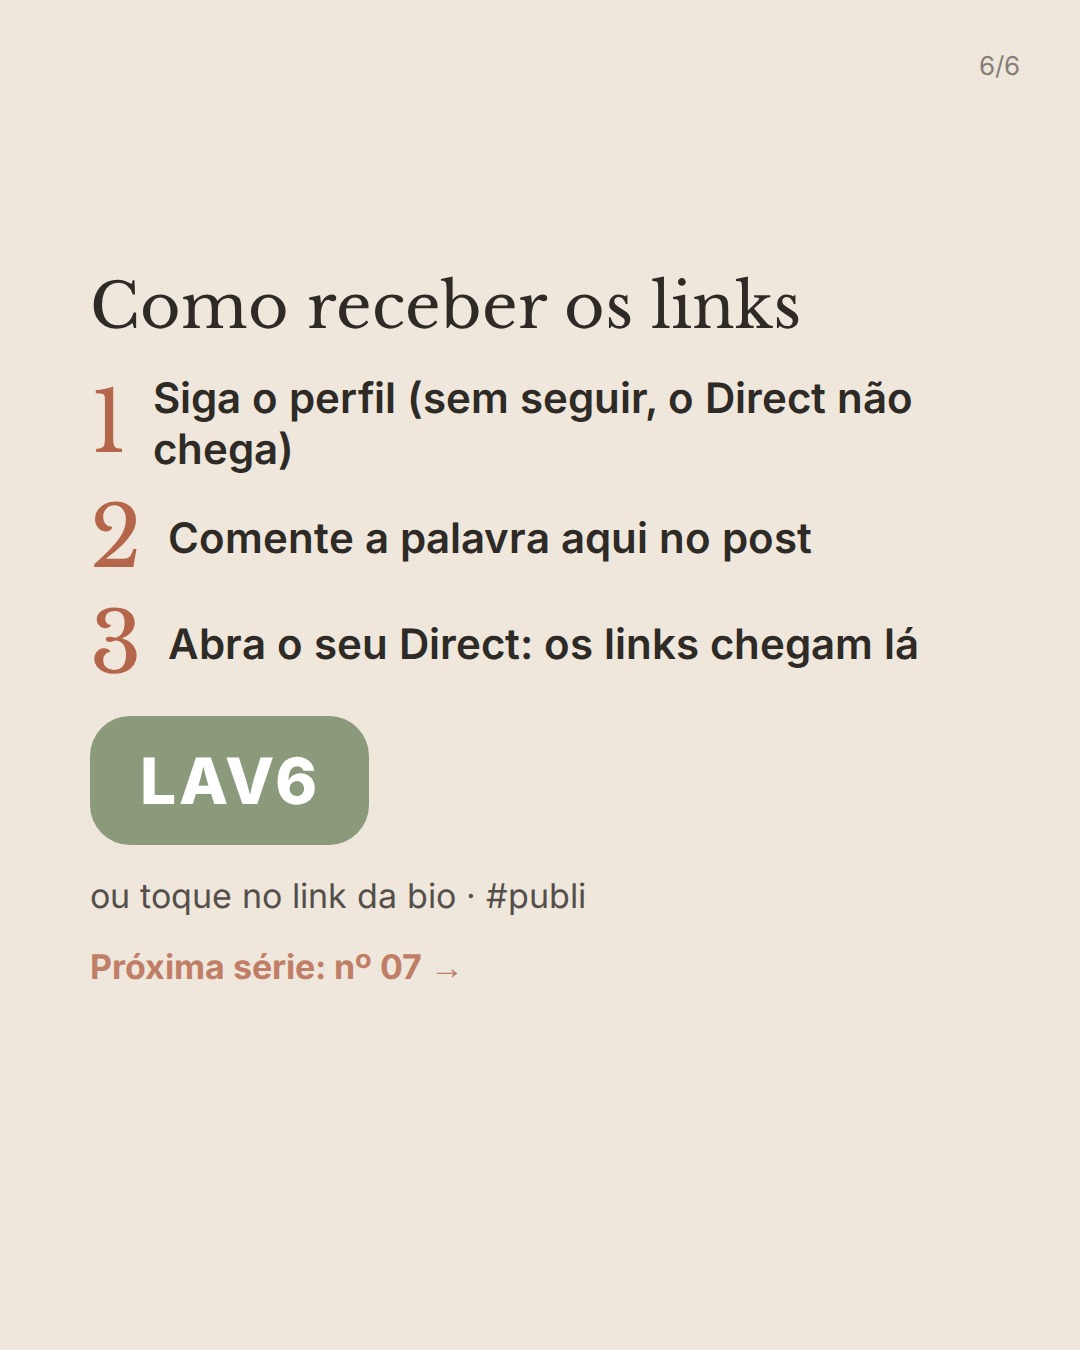 6/6
Como receber os links
1 Siga o perfil (sem seguir, o Direct não
chega)
2 Comente a palavra aqui no post
3 Abra o seu Direct: os links chegam lá
LAV6
ou toque no link da bio · #publi
Próxima série: nº 07 →